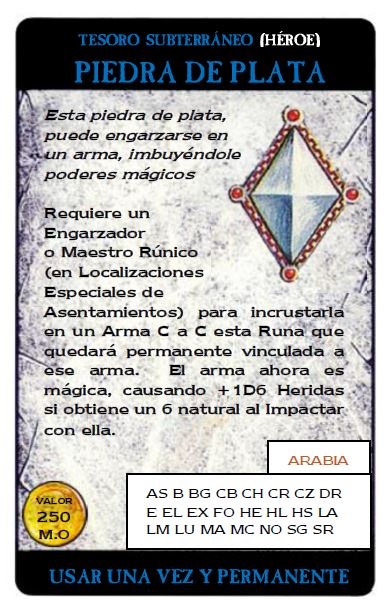 TESORO SUBTERRÁNEO (HÉROE)
PIEDRA DE PLATA
Esta piedra de plata,
puede engarzarse en
un arma, imbuyéndole
poderes mágicos
Requiere un
Engarzador
o Maestro Rúnico
(en Localizaciones
Especiales de
Asentamientos) para incrustarla
en un Arma C a C esta Runa que
quedará permanente vinculada a
ese arma. El arma ahora es
mágica, causando +1D6 Heridas
si obtiene un 6 natural al Impactar
con ella.
ARABIA
AS B BG CB CH CR CZ DR
E EL EX FO HE HL HS LA
LM LU MA MC NO SG SR
VALOR
250
M.O
USAR UNA VEZ Y PERMANENTE